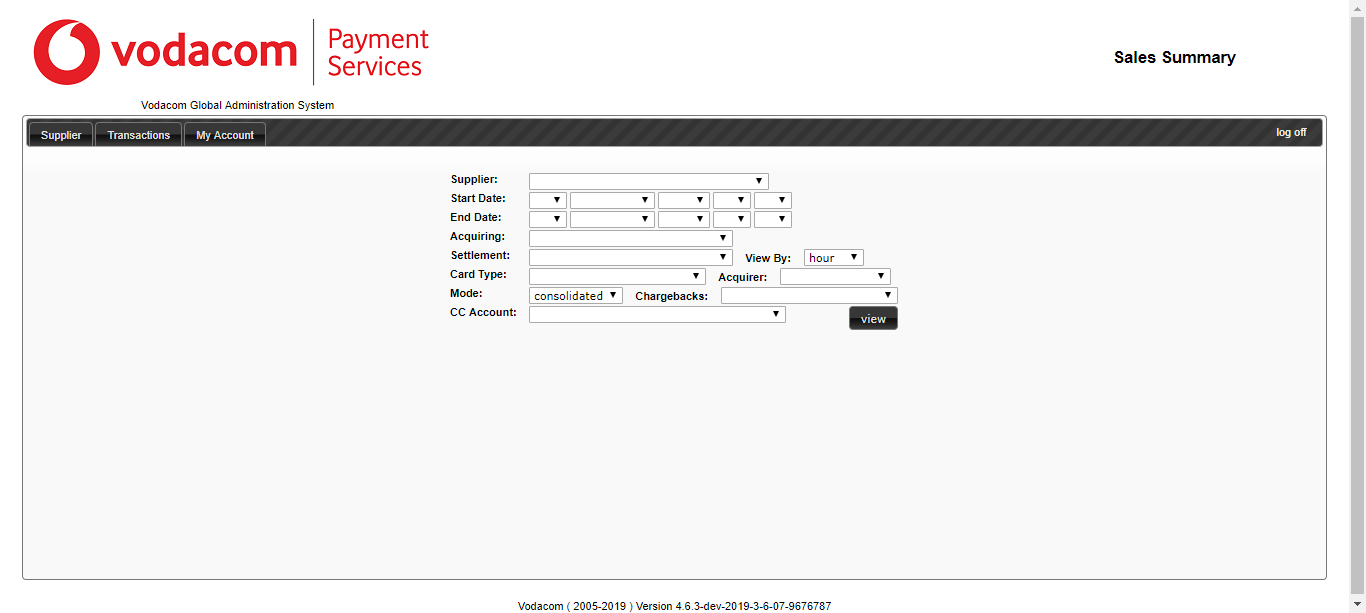 vodacom
Payment
Services
Sales Summary
Vodacom Global Administration System
Supplier Transactions My Account log off
Supplier:
Start Date:
End Date:
Acquiring:
Settlement: View By: hour
Card Type: Acquirer:
Mode: consolidated Chargebacks:
CC Account: view
Vodacom ( 2005-2019 ) Version 4.6.3-dev-2019-3-6-07-9676787